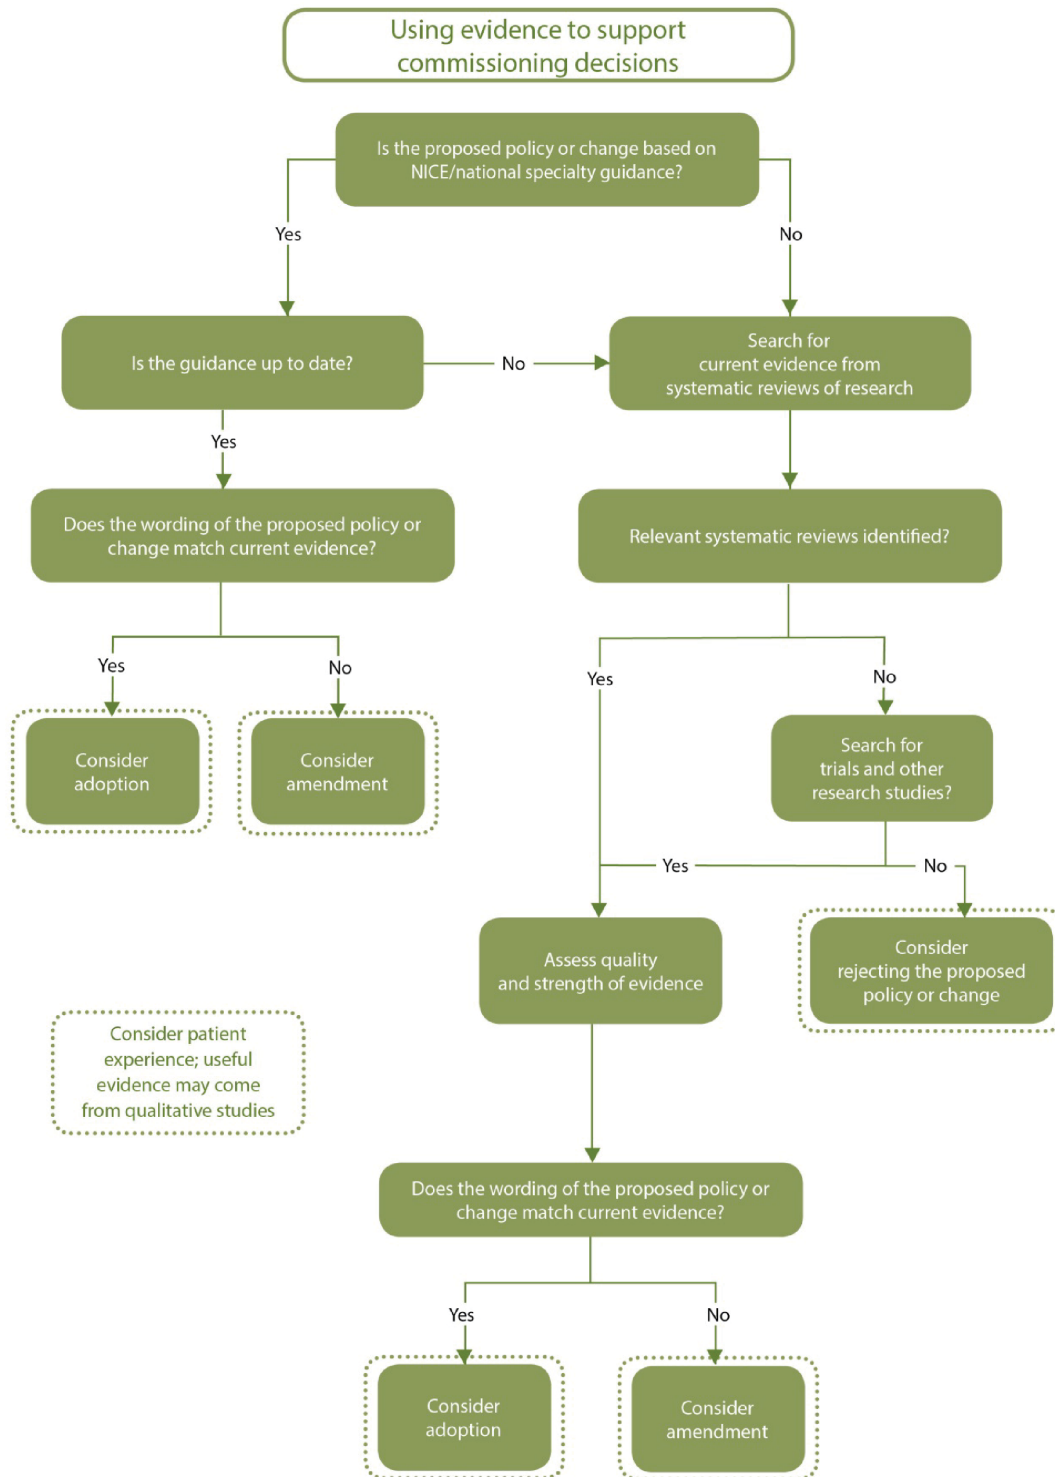 Using evidence to support
commissioning decisions
Is the proposed policy or change based on
NICE/national specialty guidance?
Yes
No
Is the guidance up to date?
No
Search for
current evidence from
systematic reviews of research
Yes
Does the wording of the proposed policy or
change match current evidence?
Relevant systematic reviews identified?
Yes
No
Yes
No
Consider
adoption
Consider
amendment
Search for
trials and other
research studies?
Yes
No
Assess quality
and strength of evidence
Consider
rejecting the proposed
policy or change
Consider patient
experience; useful
evidence may come
from qualitative studies
Does the wording of the proposed policy or
change match current evidence?
Yes
No
Consider
adoption
Consider
amendment